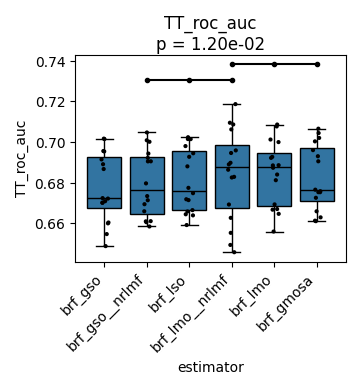 TT_roc_auc
p = 1.20e-02
0.74
0.72
0.70
0.68
0.66
TT_roc_auc
brf_gso
brf_gso__nrlmf
brf_lso
brf_lmo__nrlmf
brf_lmo
brf_gmosa
estimator